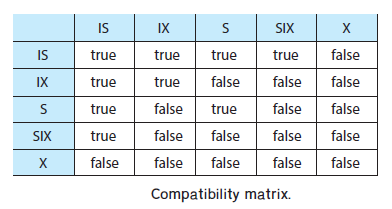 IS IX S SIX X
IS true true true true false
IX true true false false false
S true false true false false
SIX true false false false false
X false false false false false
Compatibility matrix.